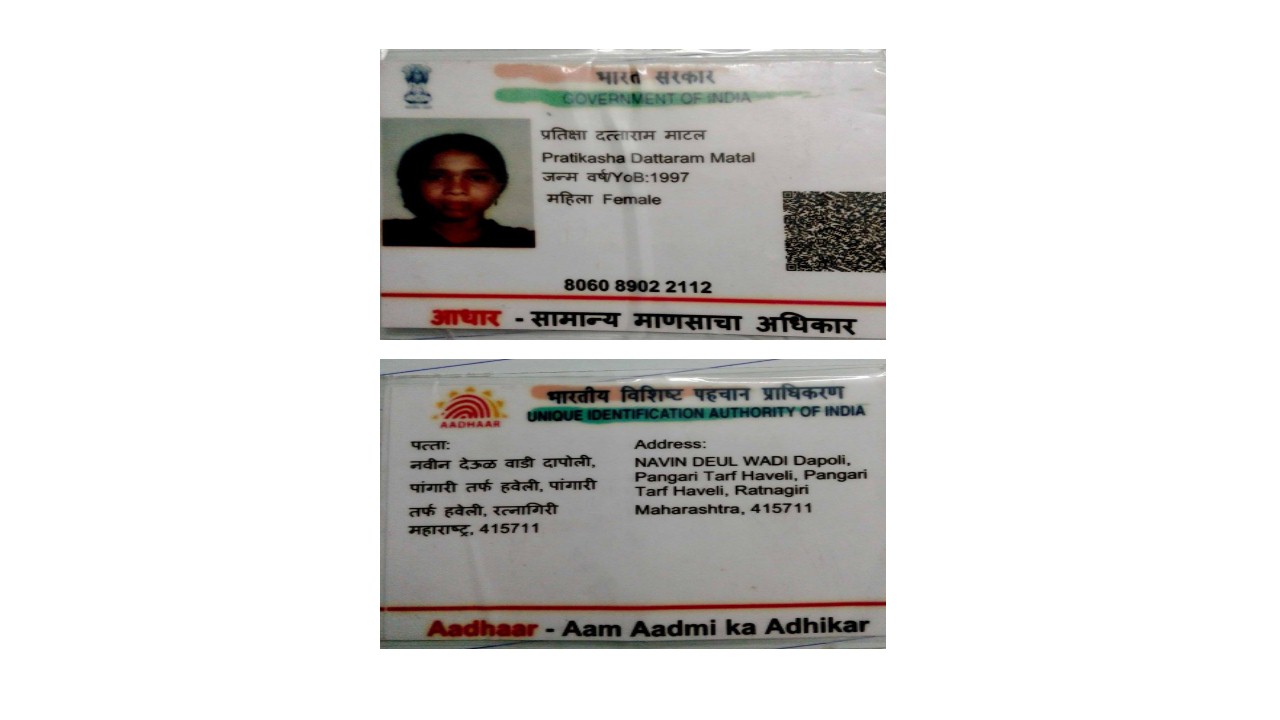 भारत सरकार
GOVERNMENT OF INDIA
प्रतिक्षा दत्ताराम माटल
Pratikasha Dattaram Matal
जन्म वर्ष/YoB:1997
महिला Female
8060 8902 2112
आधार - सामान्य माणसाचा अधिकार
भारतीय विशिष्ट पहचान प्राधिकरण
UNIQUE IDENTIFICATION AUTHORITY OF INDIA
AADHAAR
पत्ता:
नवीन देऊळ वाडी दापोली,
पांगारी तर्फ हवेली, पांगारी
तर्फ हवेली, रत्नागिरी
महाराष्ट्र, 415711
Address:
NAVIN DEUL WADI Dapoli,
Pangari Tarf Haveli, Pangari
Tarf Haveli, Ratnagiri
Maharashtra, 415711
Aadhaar - Aam Aadmi ka Adhikar